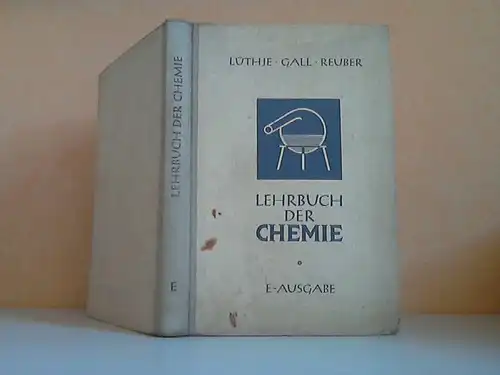 LÜTHJE · GALL · REUBER
LEHRBUCH
DER
CHEMIE
E-AUSGABE
LEHRBUCH DER CHEMIE
E